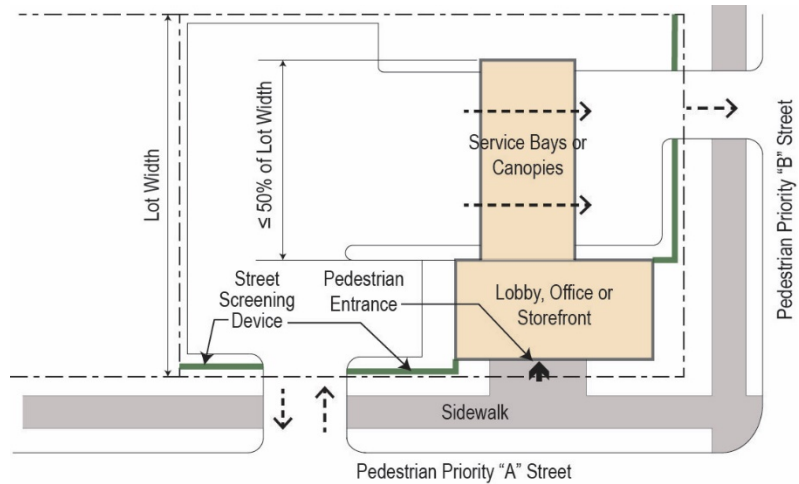 Lot Width
≤ 50% of Lot Width
Service Bays or
Canopies
Pedestrian Priority "B" Street
Street
Screening
Device
Pedestrian
Entrance
Lobby, Office or
Storefront
Sidewalk
Pedestrian Priority "A" Street